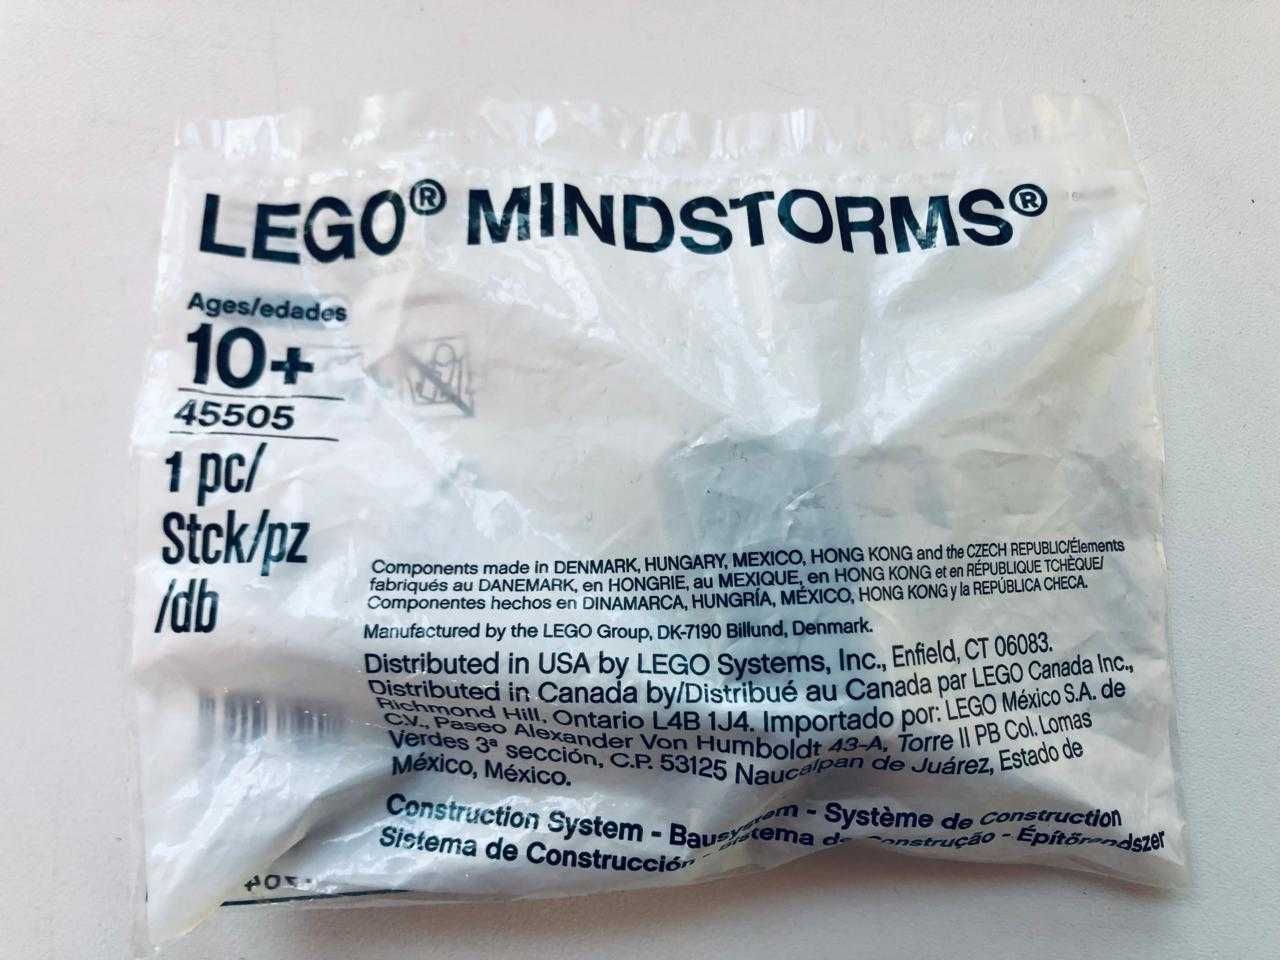 LEGO® MINDSTORMS®
Ages/edades
10+
45505
1 pc/
Stck/pz
/db
Components made in DENMARK, HUNGARY, MEXICO, HONG KONG and the CZECH REPUBLIC/Élements
fabriqués au DANEMARK, en HONGRIE, au MEXIQUE, en HONG KONG et en RÉPUBLIQUE TCHÈQUE/
Componentes hechos en DINAMARCA, HUNGRÍA, MÉXICO, HONG KONG y la REPÚBLICA CHECA.
Manufactured by the LEGO Group, DK-7190 Billund, Denmark.
Distributed in USA by LEGO Systems, Inc., Enfield, CT 06083.
Distributed in Canada by/Distribué au Canada par LEGO Canada Inc.,
Richmond Hill, Ontario L4B 1J4. Importado por: LEGO México S.A. de
C.V., Paseo Alexander Von Humboldt 43-A, Torre II PB Col. Lomas
Verdes 3ª sección, C.P. 53125 Naucalpan de Juárez, Estado de
México, México.
Construction System - Bausystem - Système de Construction
Sistema de Construcción - Sistema de Construção - Építőrendszer